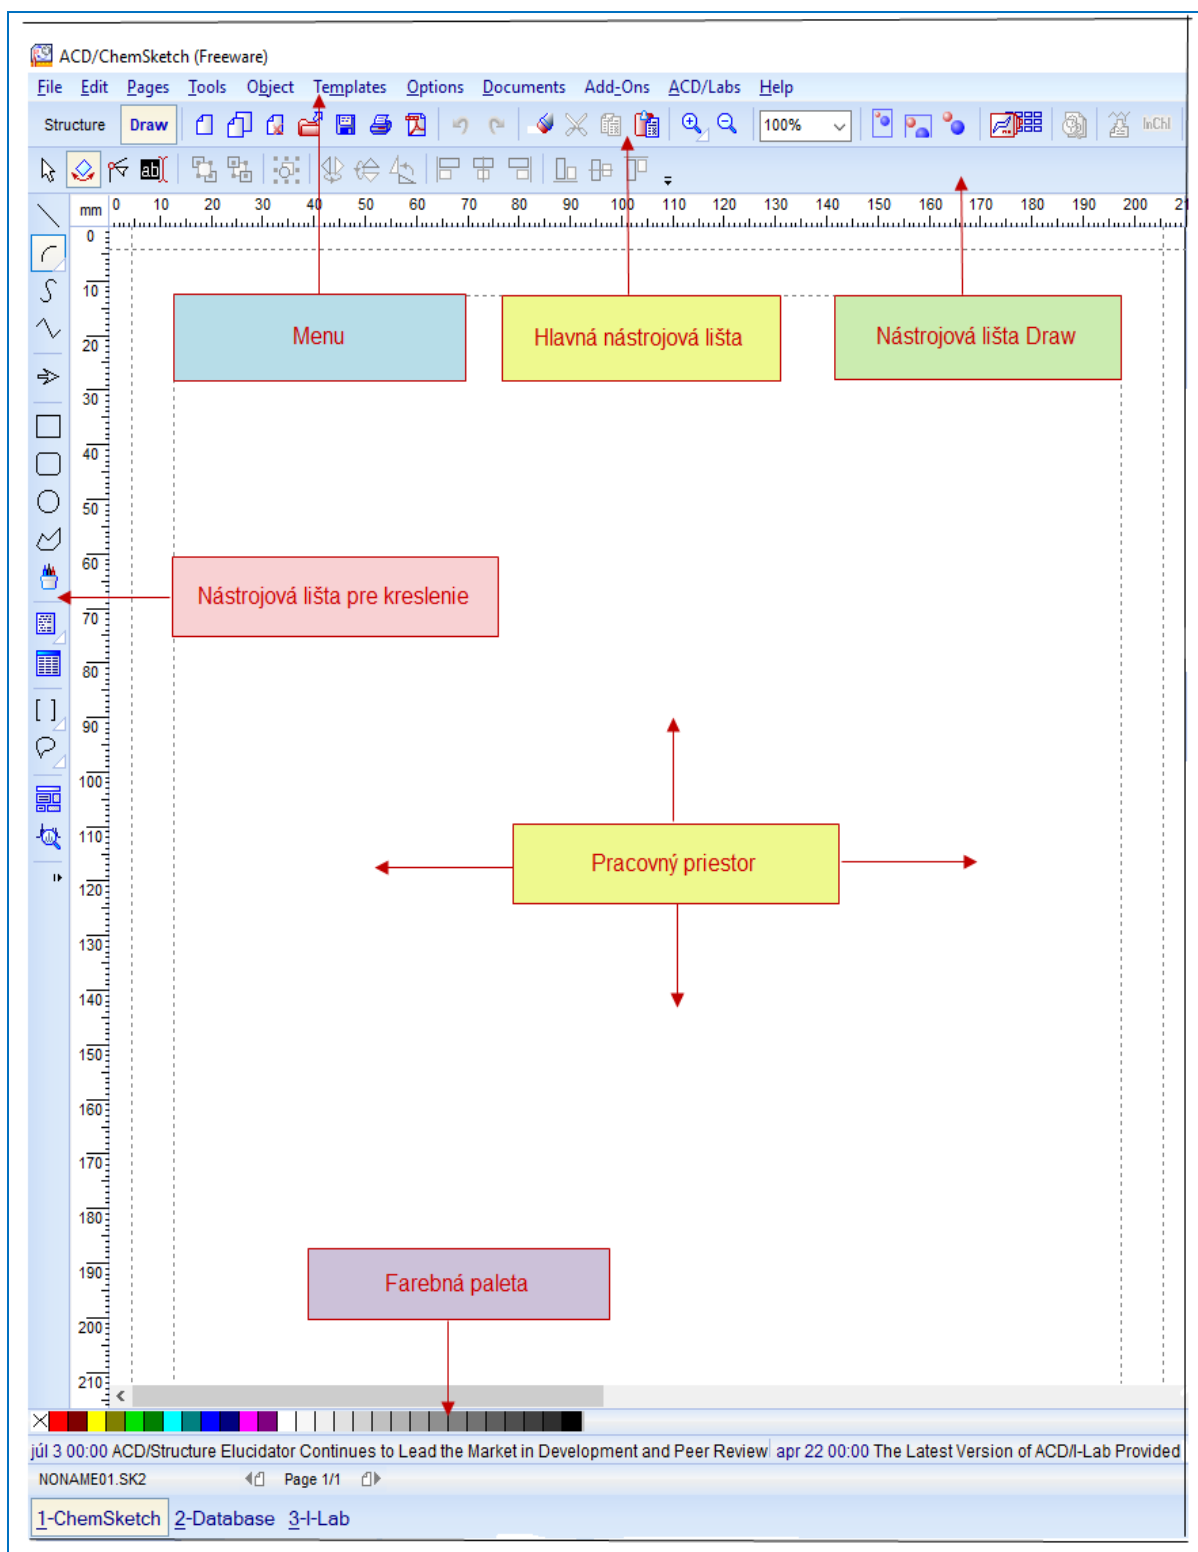 ACD/ChemSketch (Freeware)
File Edit Pages Tools Object Templates Options Documents Add-Ons ACD/Labs Help
Structure Draw 100% InChI
ab
mm 0 10 20 30 40 50 60 70 80 90 100 110 120 130 140 150 160 170 180 190 200 21
0
10
Menu Hlavná nástrojová lišta Nástrojová lišta Draw
20
30
40
50
60
Nástrojová lišta pre kreslenie
70
80
90
100
110
Pracovný priestor
120
130
140
150
160
170
180
190
Farebná paleta
200
210
júl 3 00:00 ACD/Structure Elucidator Continues to Lead the Market in Development and Peer Review apr 22 00:00 The Latest Version of ACD/I-Lab Provided
NONAME01.SK2 Page 1/1
1-ChemSketch 2-Database 3-I-Lab